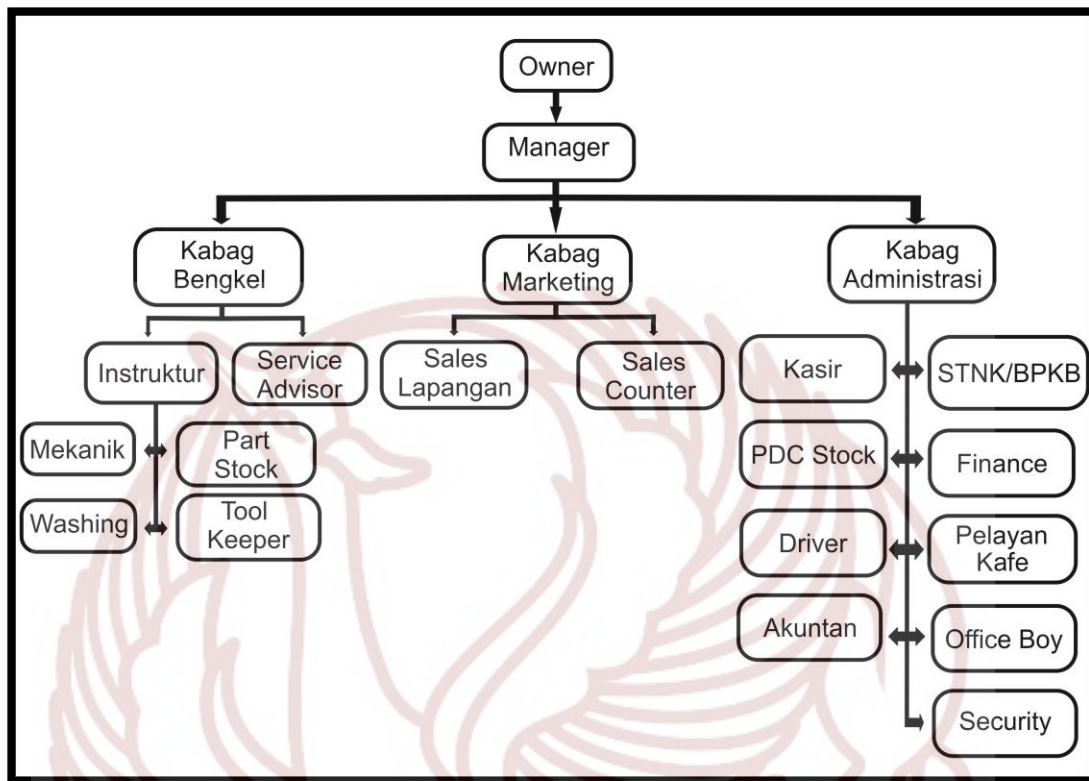 Owner
Manager
Kabag
Bengkel
Kabag
Marketing
Kabag
Administrasi
Instruktur
Service
Advisor
Sales
Lapangan
Sales
Counter
Kasir
STNK/BPKB
Mekanik
Part
Stock
PDC Stock
Finance
Washing
Tool
Keeper
Driver
Pelayan
Kafe
Akuntan
Office Boy
Security